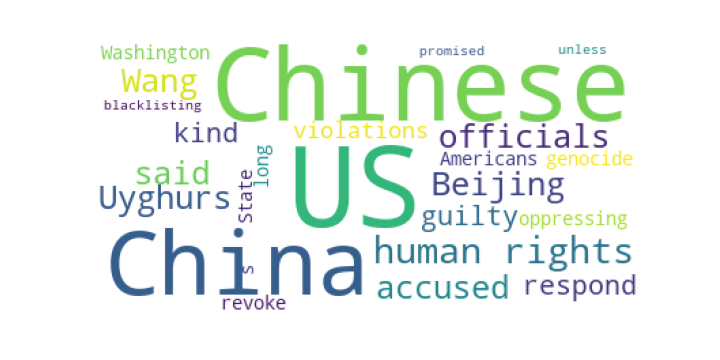 Washington
promised
unless
Chinese
Wang
blacklisting
kind
violations
officials
Americans
genocide
said
long
US
State
Beijing
Uyghurs
guilty
oppressing
China
s
human rights
accused
respond
revoke